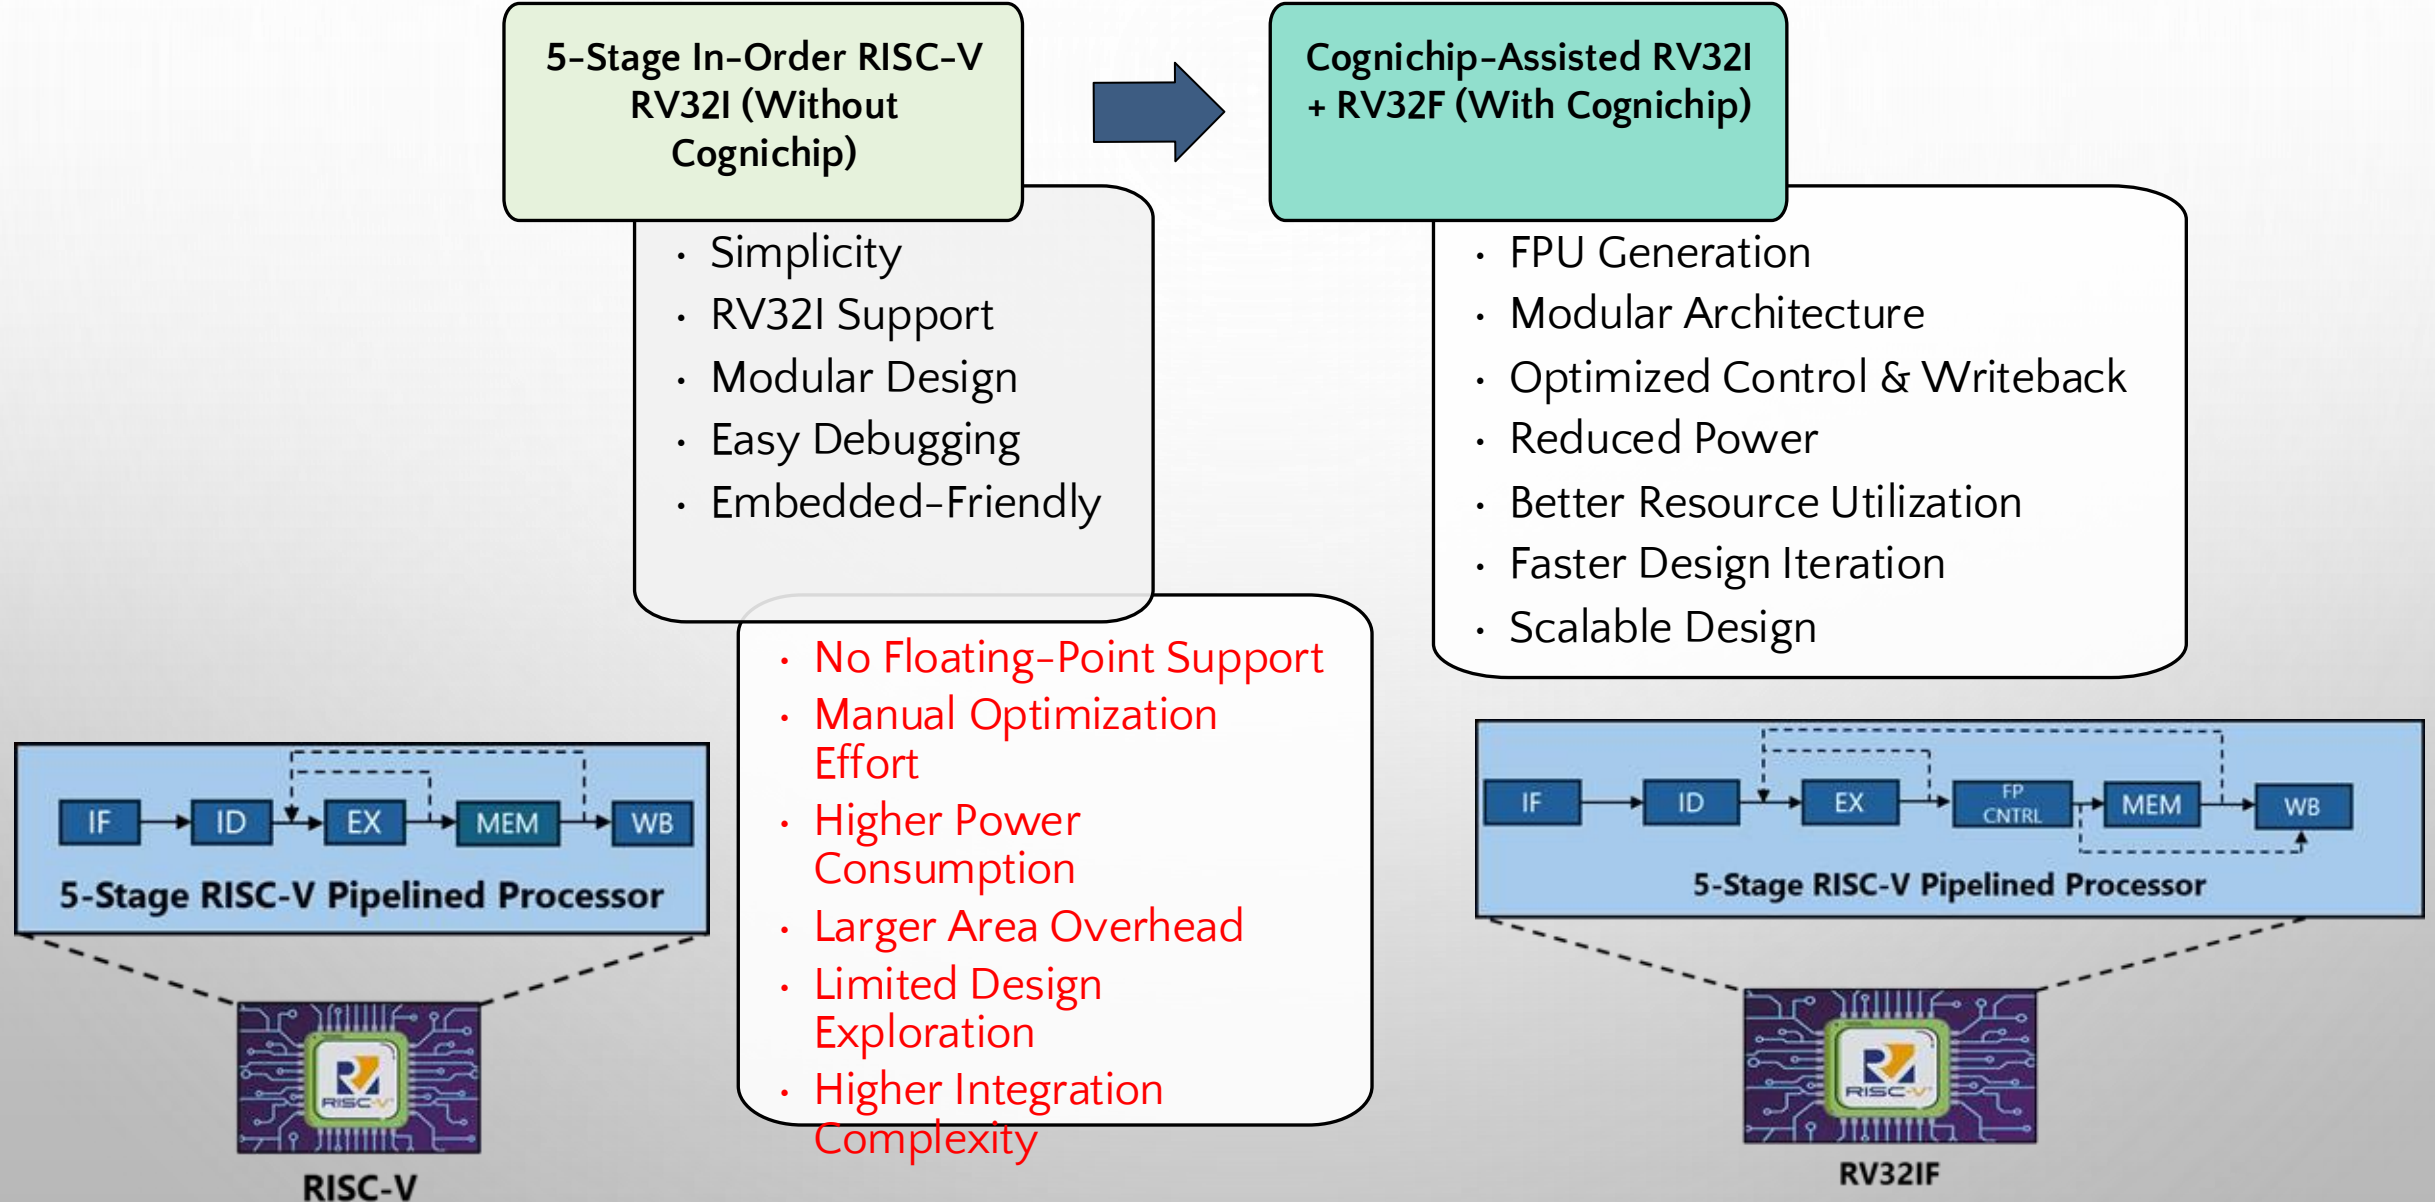 5-Stage In-Order RISC-V
RV32I (Without
Cognichip)
Cognichip-Assisted RV32I
+ RV32F (With Cognichip)
• Simplicity
• RV32I Support
• Modular Design
• Easy Debugging
• Embedded-Friendly
• No Floating-Point Support
• Manual Optimization
Effort
• Higher Power
Consumption
• Larger Area Overhead
• Limited Design
Exploration
• Higher Integration
Complexity
• FPU Generation
• Modular Architecture
• Optimized Control & Writeback
• Reduced Power
• Better Resource Utilization
• Faster Design Iteration
• Scalable Design
IF
ID
EX
MEM
WB
5-Stage RISC-V Pipelined Processor
RISC-V
RISC-V
IF
ID
EX
FP
CNTRL
MEM
WB
5-Stage RISC-V Pipelined Processor
RISC-V
RV32IF